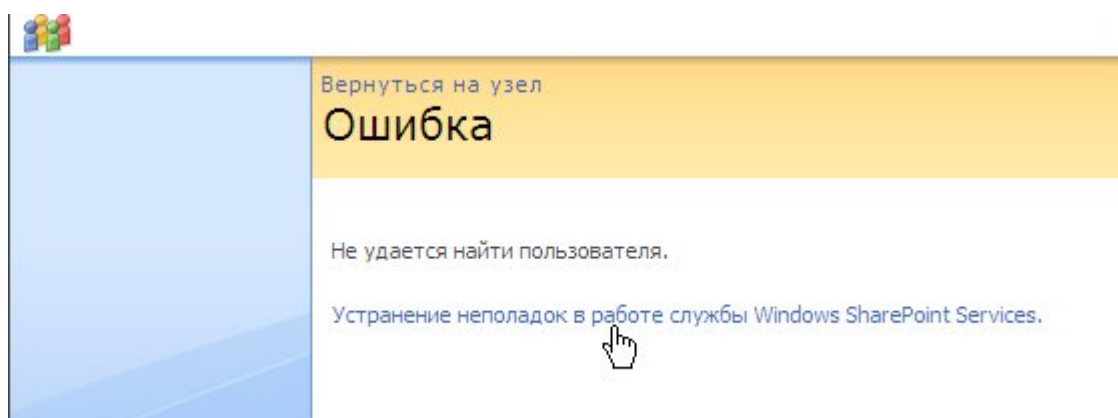 Вернуться на узел
Ошибка
Не удается найти пользователя.
Устранение неполадок в работе службы Windows SharePoint Services.